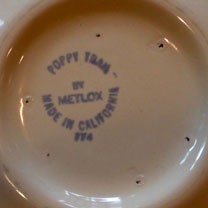 POPPY TRAIL -
BY
METLOX
MADE IN CALIFORNIA
774